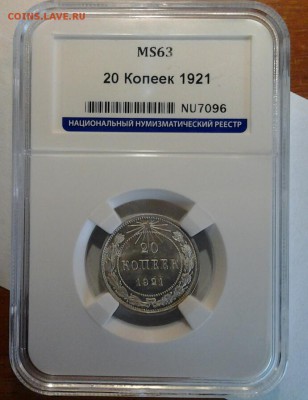 COINS.LAVE.RU
MS63
20 Копеек 1921
NU7096
НАЦИОНАЛЬНЫЙ НУМИЗМАТИЧЕСКИЙ РЕЕСТР
20
КОПЕЕК
1921